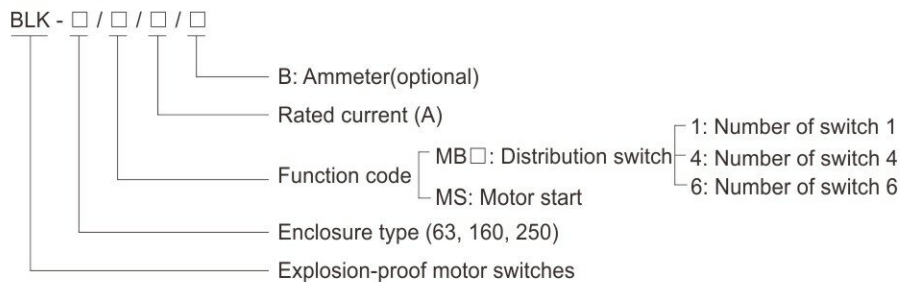 BLK - □ / □ / □ / □
B: Ammeter(optional)
Rated current (A)
Function code
MB□: Distribution switch
MS: Motor start
1: Number of switch 1
4: Number of switch 4
6: Number of switch 6
Enclosure type (63, 160, 250)
Explosion-proof motor switches